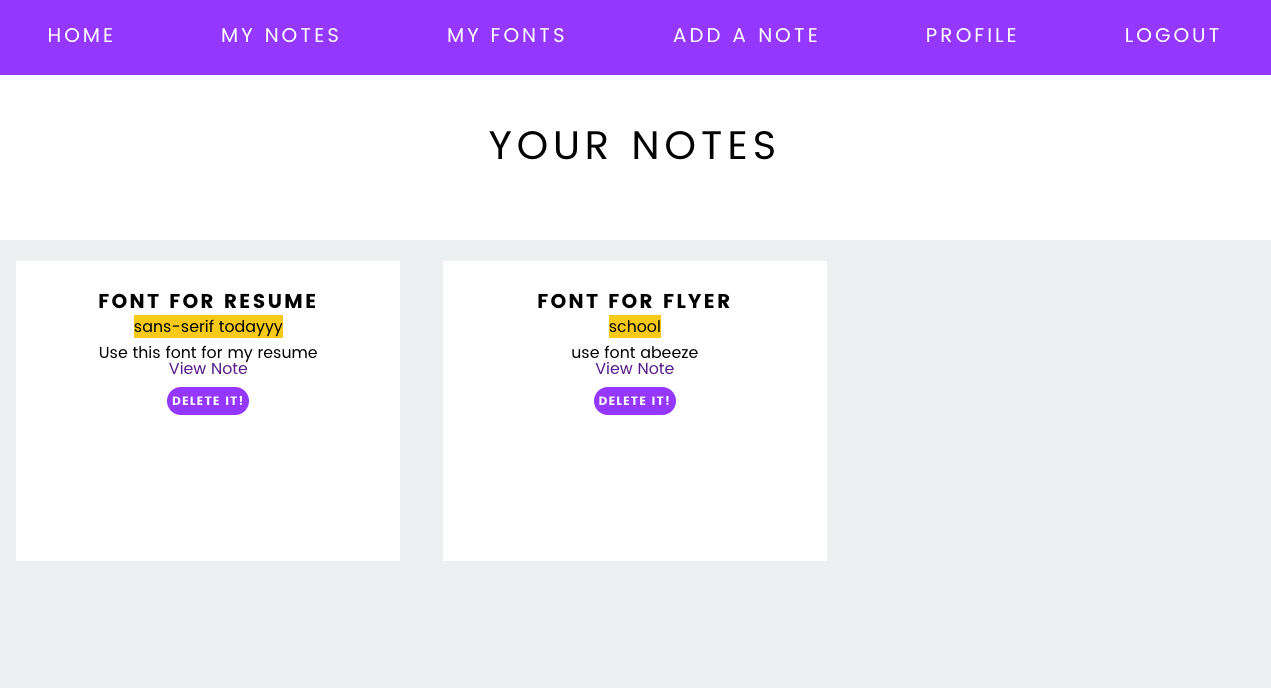 HOME MY NOTES MY FONTS ADD A NOTE PROFILE LOGOUT
YOUR NOTES
FONT FOR RESUME
sans-serif todayyy
Use this font for my resume
View Note
DELETE IT!
FONT FOR FLYER
school
use font abeeze
View Note
DELETE IT!